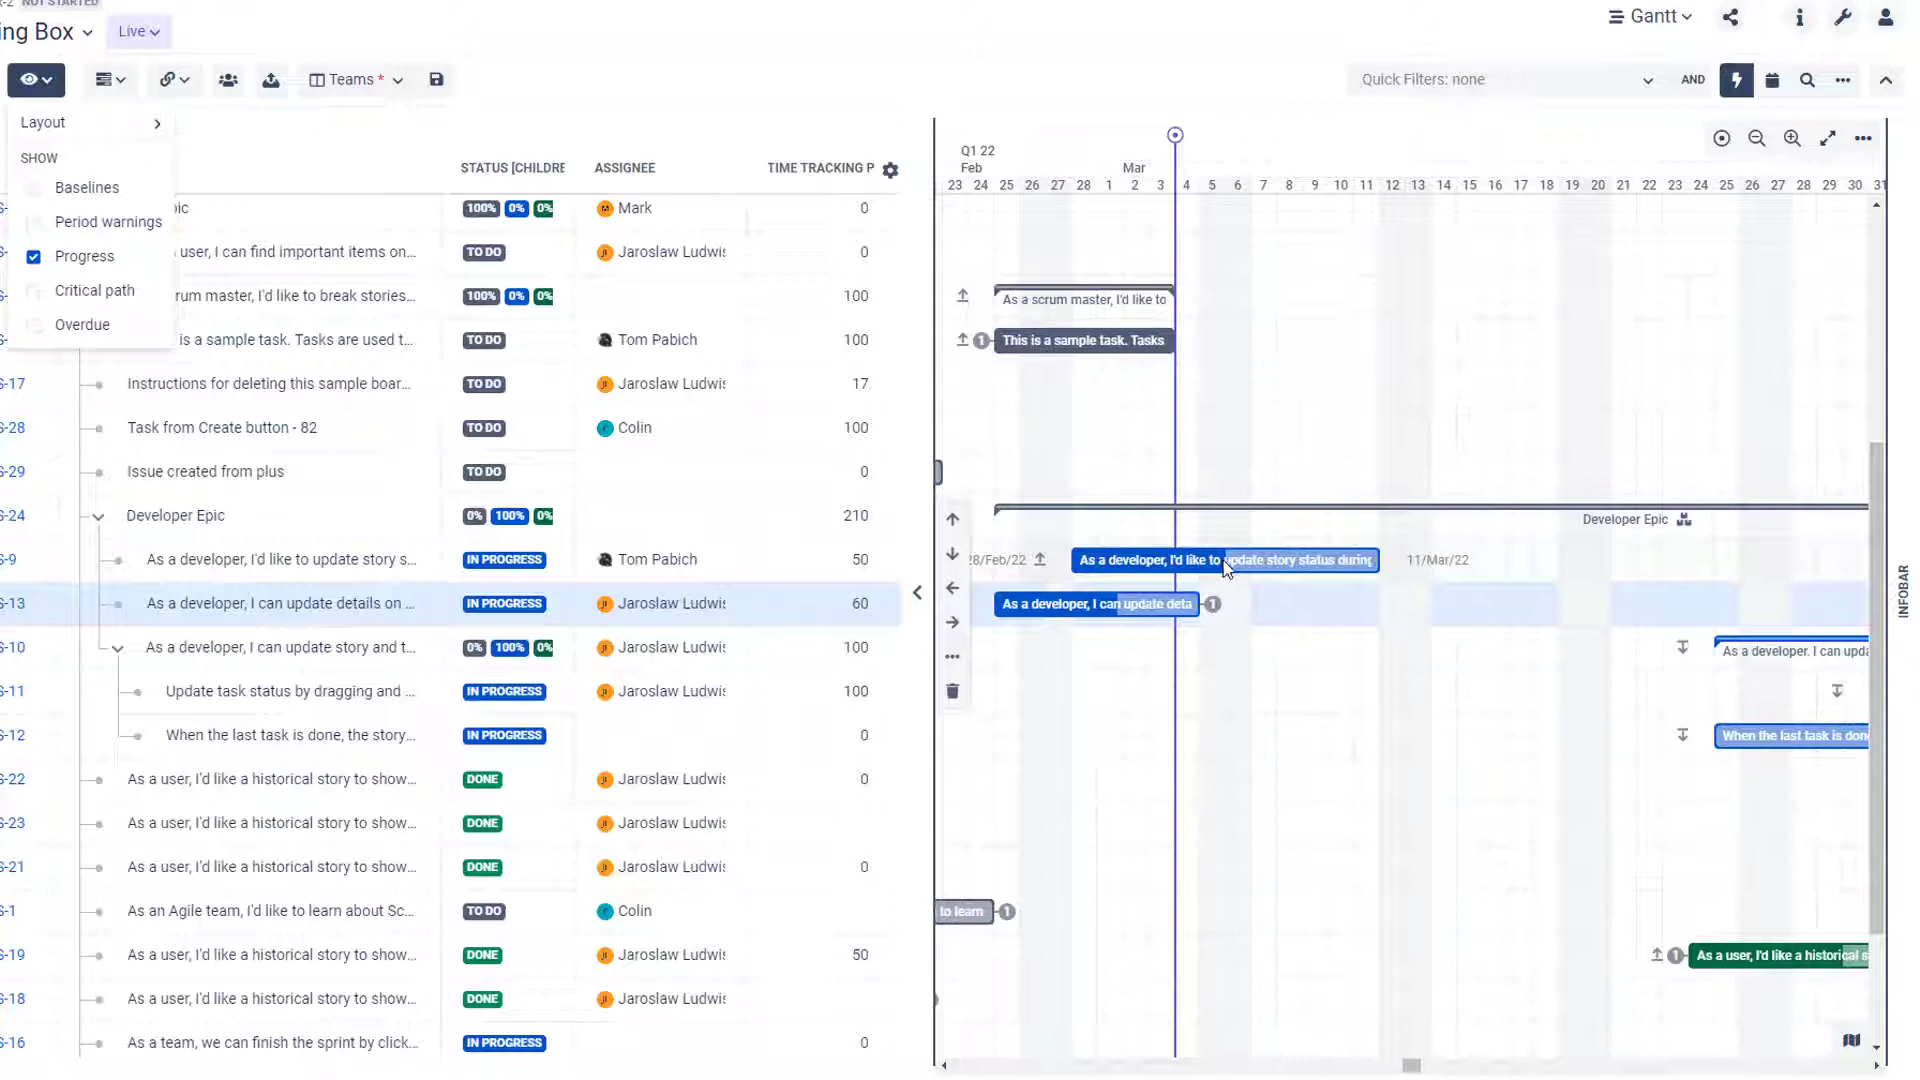 NOT STARTED
ing Box
Live
Gantt
Teams *
Quick Filters: none
AND
Layout
SHOW
Baselines
Period warnings
Progress
Critical path
Overdue
STATUS [CHILDRE
ASSIGNEE
TIME TRACKING P
Q1 22
Feb
Mar
23 24 25 26 27 28 1 2 3 4 5 6 7 8 9 10 11 12 13 14 15 16 17 18 19 20 21 22 23 24 25 26 27 28 29 30 31
S- pic 100% 0% 0% Mark 0
user, I can find important items on... TO DO Jaroslaw Ludwis 0
S- rum master, I'd like to break stories... 100% 0% 0% 100
As a scrum master, I'd like to
S- is a sample task. Tasks are used t... TO DO Tom Pabich 100
1 This is a sample task. Tasks
S-17 Instructions for deleting this sample boar... TO DO Jaroslaw Ludwis 17
S-28 Task from Create button - 82 TO DO Colin 100
S-29 Issue created from plus TO DO 0
S-24 Developer Epic 0% 100% 0% 210
Developer Epic
S-9 As a developer, I'd like to update story s... IN PROGRESS Tom Pabich 50
28/Feb/22 As a developer, I'd like to update story status during 11/Mar/22
S-13 As a developer, I can update details on ... IN PROGRESS Jaroslaw Ludwis 60
As a developer, I can update deta 1
S-10 As a developer, I can update story and t... 0% 100% 0% Jaroslaw Ludwis 100
As a developer. I can upda
S-11 Update task status by dragging and ... IN PROGRESS Jaroslaw Ludwis 100
S-12 When the last task is done, the story... IN PROGRESS 0
When the last task is don
S-22 As a user, I'd like a historical story to show... DONE Jaroslaw Ludwis 0
S-23 As a user, I'd like a historical story to show... DONE Jaroslaw Ludwis
S-21 As a user, I'd like a historical story to show... DONE Jaroslaw Ludwis 0
S-1 As an Agile team, I'd like to learn about Sc... TO DO Colin
to learn 1
S-19 As a user, I'd like a historical story to show... DONE Jaroslaw Ludwis 50
1 As a user, I'd like a historical s
S-18 As a user, I'd like a historical story to show... DONE Jaroslaw Ludwis
S-16 As a team, we can finish the sprint by click... IN PROGRESS 0
INFOBAR